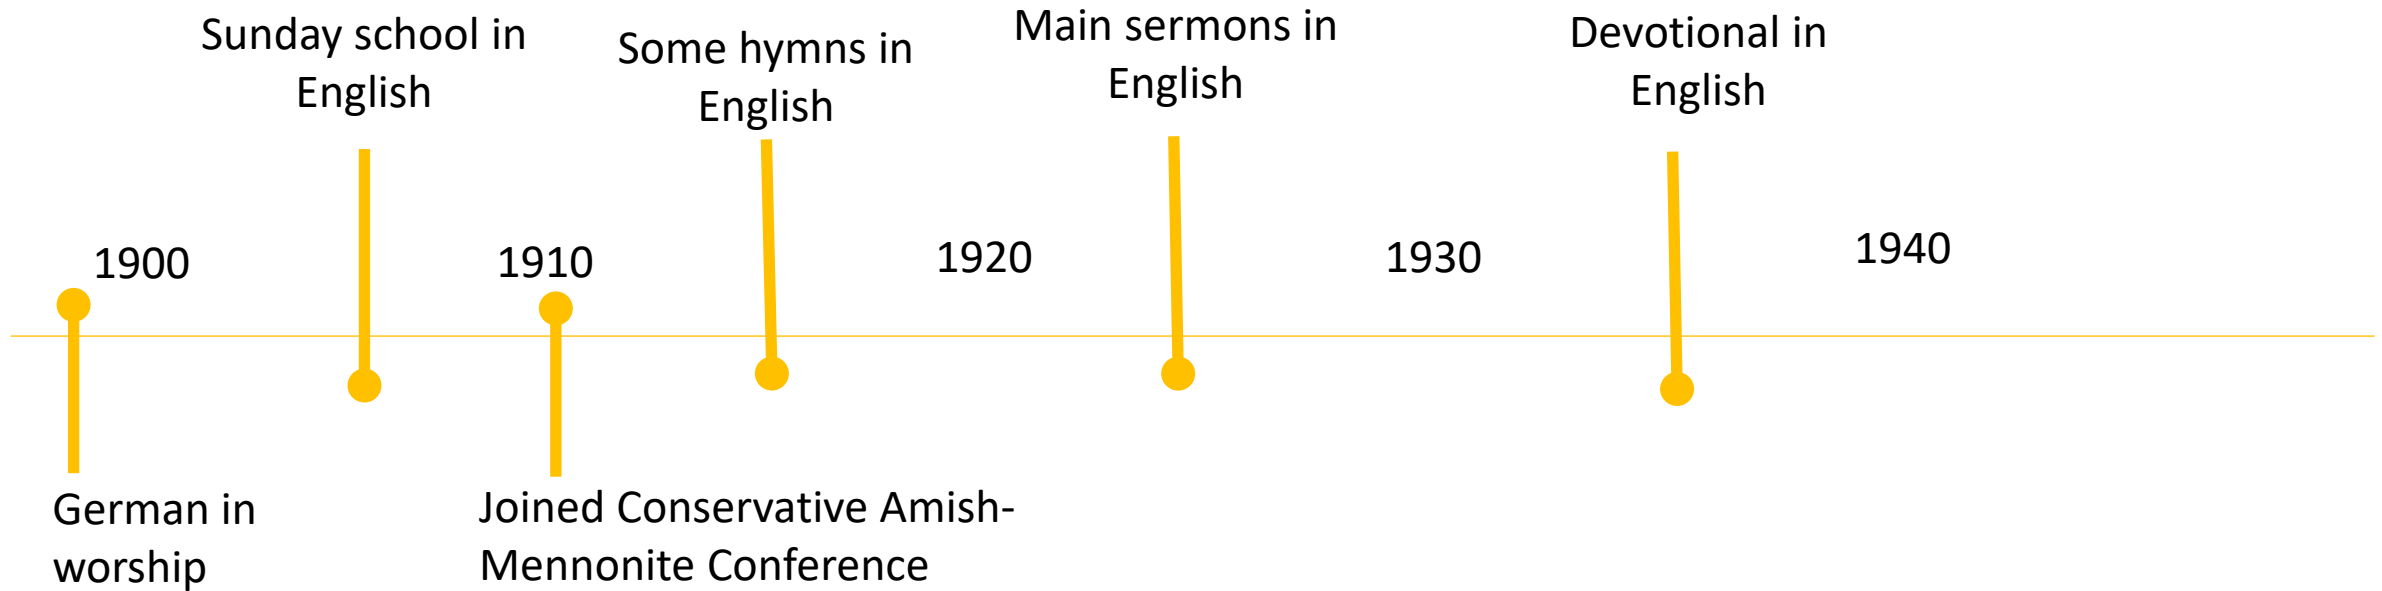 Sunday school in
English
Some hymns in
English
Main sermons in
English
Devotional in
English
1900
1910
1920
1930
1940
German in
worship
Joined Conservative Amish-
Mennonite Conference